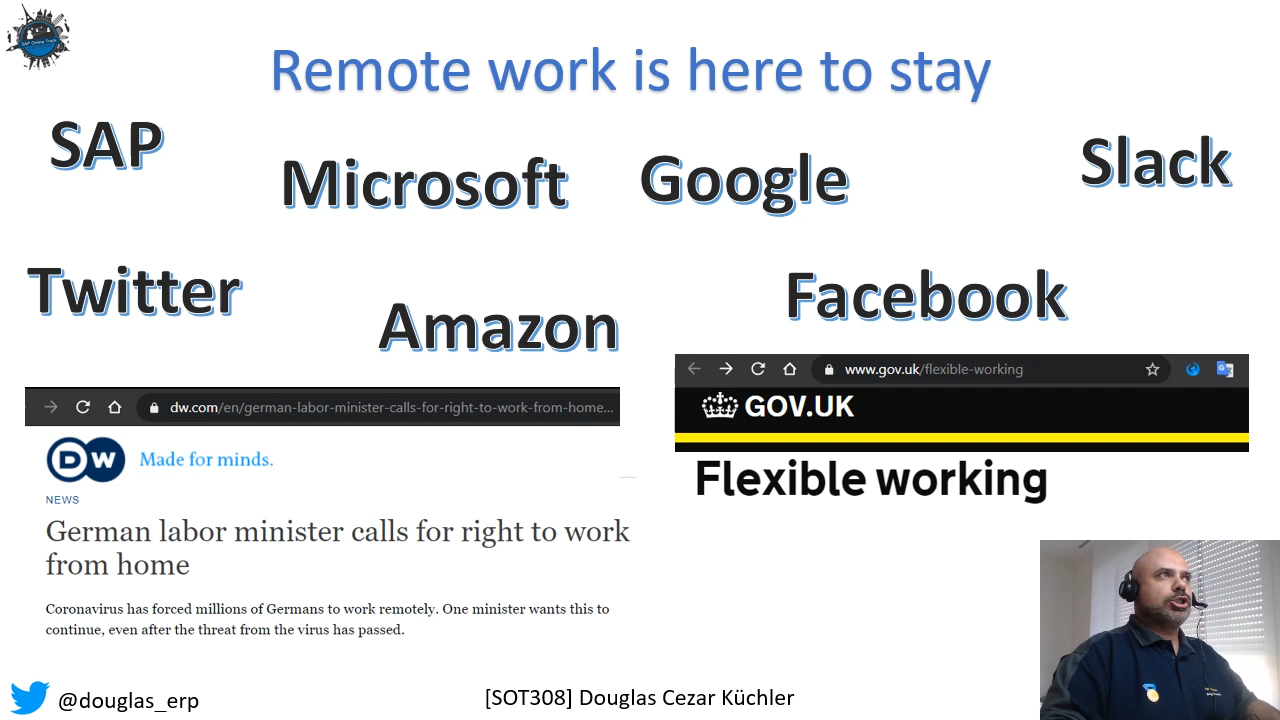 SAP Online Track
Remote work is here to stay
SAP
Microsoft
Google
Slack
Twitter
Amazon
Facebook
www.gov.uk/flexible-working
GOV.UK
Flexible working
dw.com/en/german-labor-minister-calls-for-right-to-work-from-home...
DW
Made for minds.
NEWS
German labor minister calls for right to work
from home
Coronavirus has forced millions of Germans to work remotely. One minister wants this to
continue, even after the threat from the virus has passed.
@douglas_erp
[SOT308] Douglas Cezar Küchler